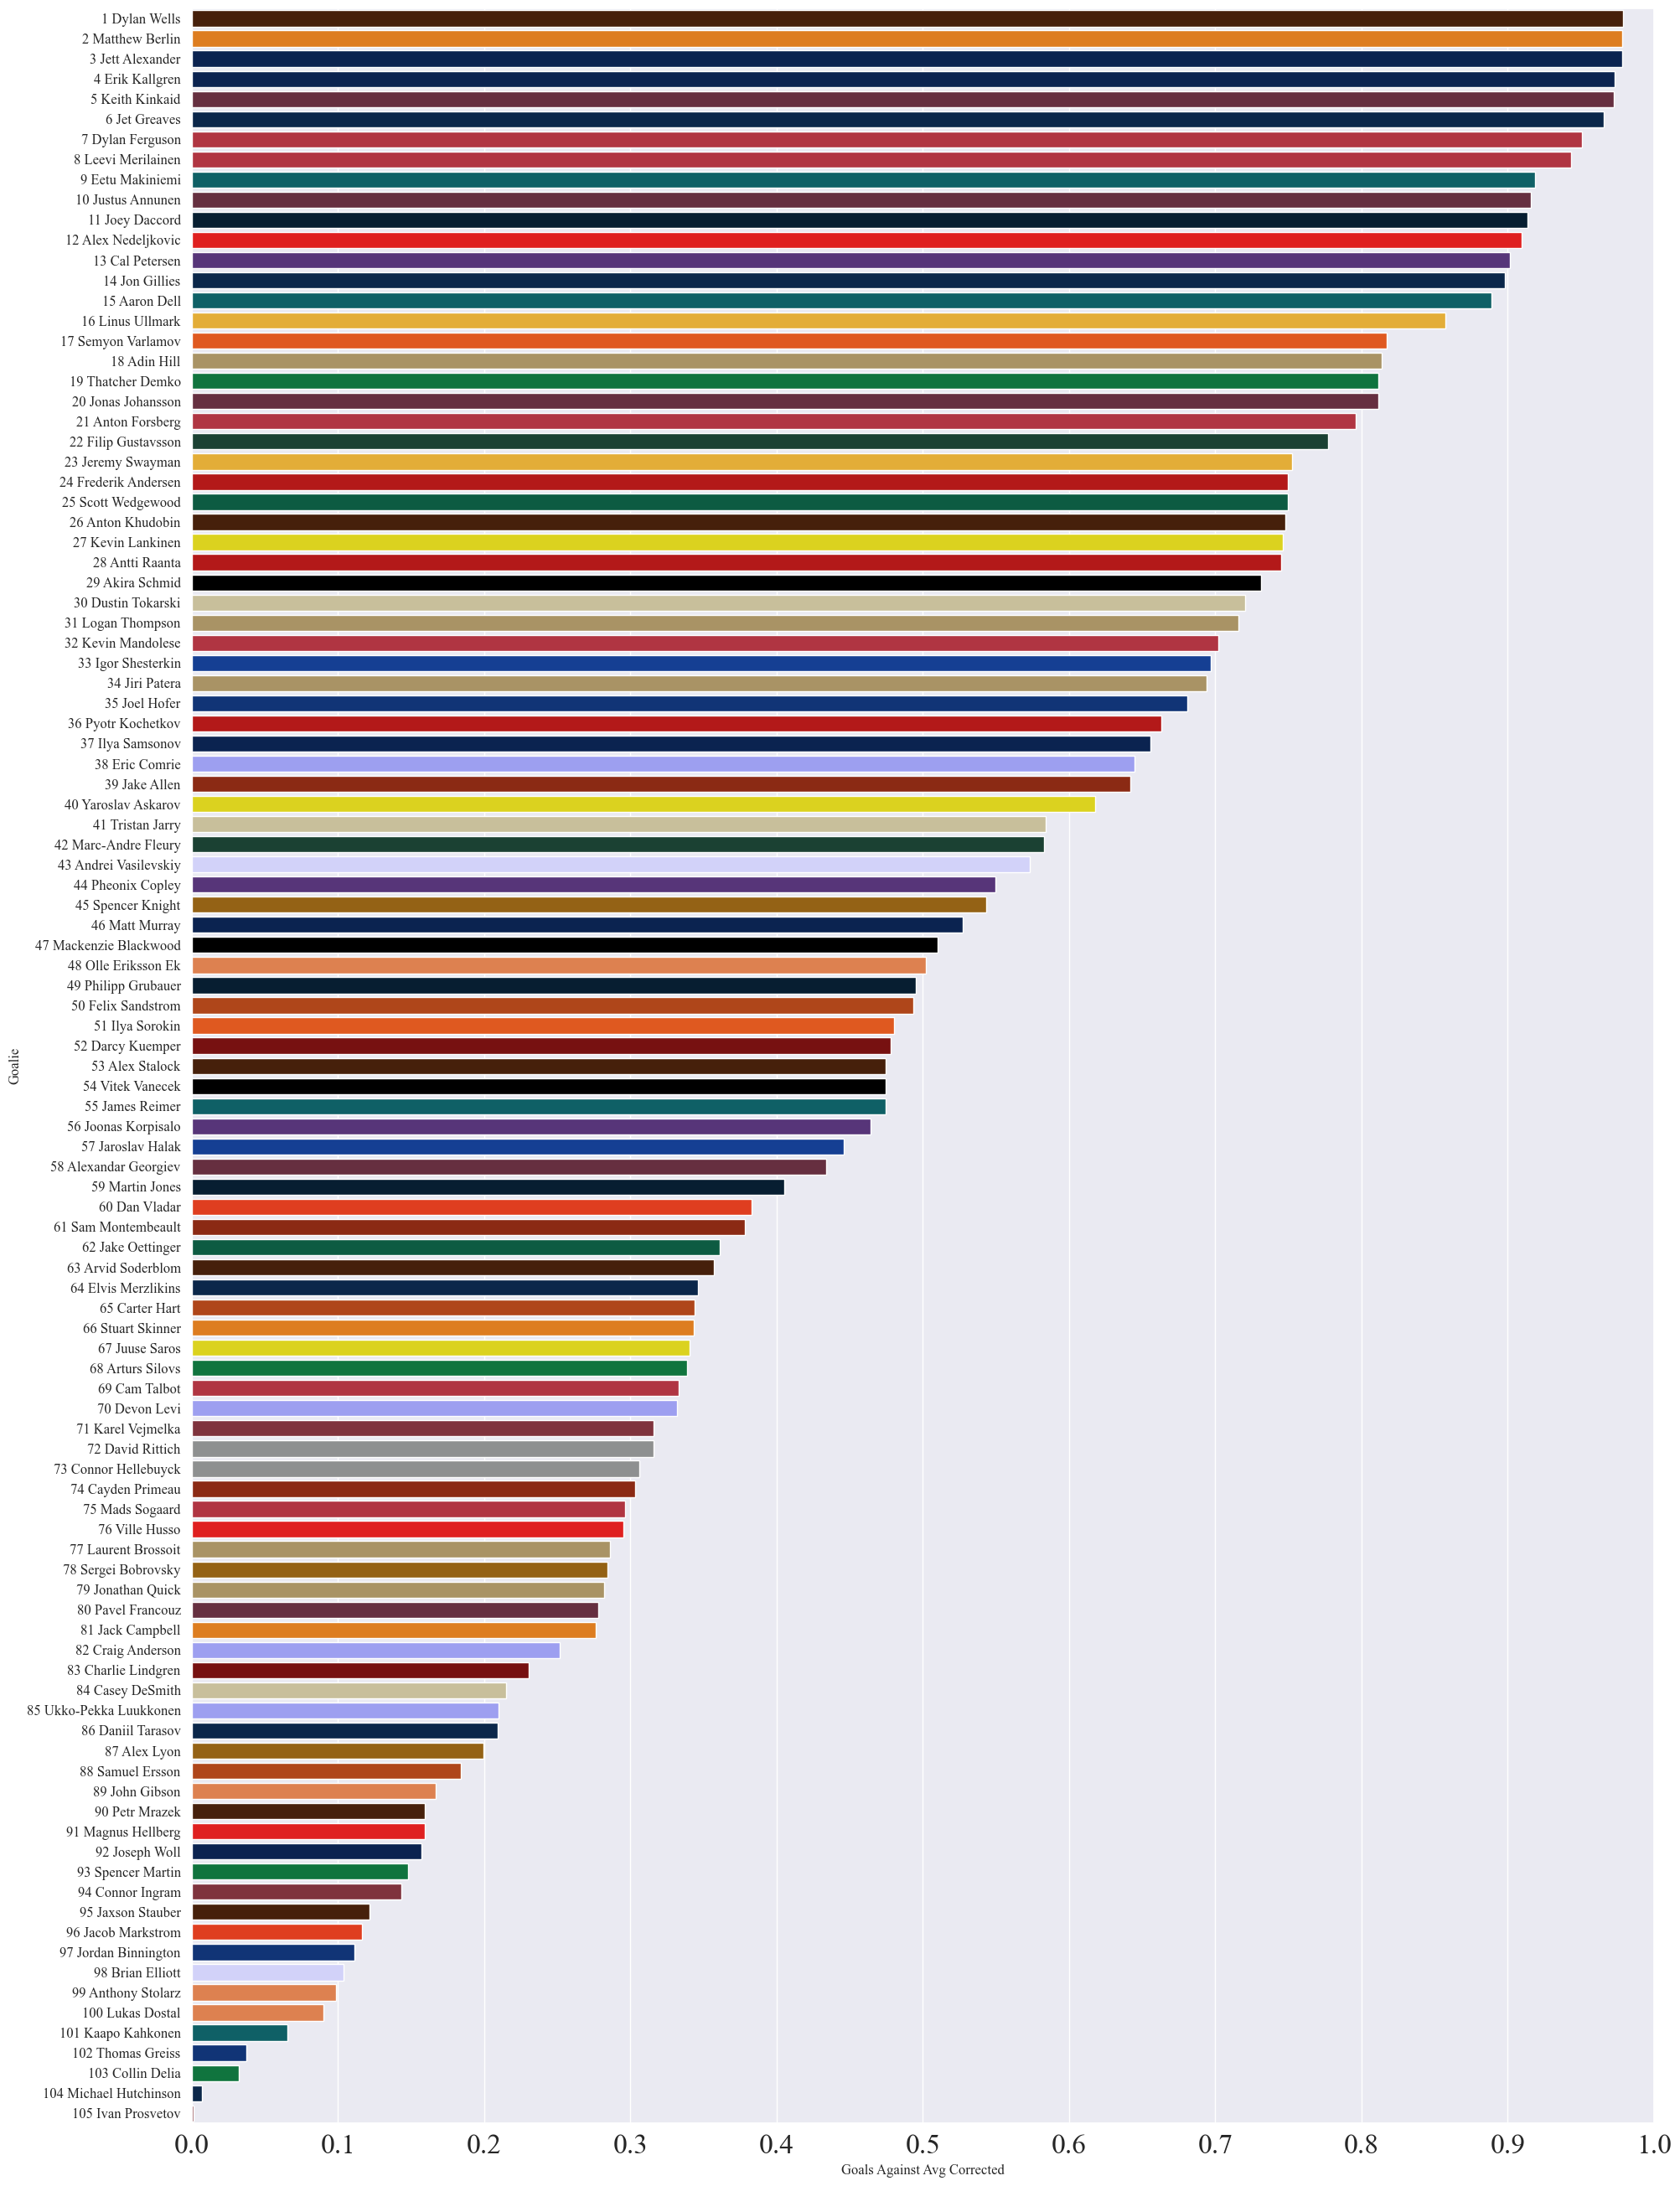 1 Dylan Wells
2 Matthew Berlin
3 Jett Alexander
4 Erik Kallgren
5 Keith Kinkaid
6 Jet Greaves
7 Dylan Ferguson
8 Leevi Merilainen
9 Eetu Makiniemi
10 Justus Annunen
11 Joey Daccord
12 Alex Nedeljkovic
13 Cal Petersen
14 Jon Gillies
15 Aaron Dell
16 Linus Ullmark
17 Semyon Varlamov
18 Adin Hill
19 Thatcher Demko
20 Jonas Johansson
21 Anton Forsberg
22 Filip Gustavsson
23 Jeremy Swayman
24 Frederik Andersen
25 Scott Wedgewood
26 Anton Khudobin
27 Kevin Lankinen
28 Antti Raanta
29 Akira Schmid
30 Dustin Tokarski
31 Logan Thompson
32 Kevin Mandolese
33 Igor Shesterkin
34 Jiri Patera
35 Joel Hofer
36 Pyotr Kochetkov
37 Ilya Samsonov
38 Eric Comrie
39 Jake Allen
40 Yaroslav Askarov
41 Tristan Jarry
42 Marc-Andre Fleury
43 Andrei Vasilevskiy
44 Pheonix Copley
45 Spencer Knight
46 Matt Murray
47 Mackenzie Blackwood
48 Olle Eriksson Ek
49 Philipp Grubauer
50 Felix Sandstrom
51 Ilya Sorokin
52 Darcy Kuemper
53 Alex Stalock
54 Vitek Vanecek
55 James Reimer
56 Joonas Korpisalo
57 Jaroslav Halak
58 Alexandar Georgiev
59 Martin Jones
60 Dan Vladar
61 Sam Montembeault
62 Jake Oettinger
63 Arvid Soderblom
64 Elvis Merzlikins
65 Carter Hart
66 Stuart Skinner
67 Juuse Saros
68 Arturs Silovs
69 Cam Talbot
70 Devon Levi
71 Karel Vejmelka
72 David Rittich
73 Connor Hellebuyck
74 Cayden Primeau
75 Mads Sogaard
76 Ville Husso
77 Laurent Brossoit
78 Sergei Bobrovsky
79 Jonathan Quick
80 Pavel Francouz
81 Jack Campbell
82 Craig Anderson
83 Charlie Lindgren
84 Casey DeSmith
85 Ukko-Pekka Luukkonen
86 Daniil Tarasov
87 Alex Lyon
88 Samuel Ersson
89 John Gibson
90 Petr Mrazek
91 Magnus Hellberg
92 Joseph Woll
93 Spencer Martin
94 Connor Ingram
95 Jaxson Stauber
96 Jacob Markstrom
97 Jordan Binnington
98 Brian Elliott
99 Anthony Stolarz
100 Lukas Dostal
101 Kaapo Kahkonen
102 Thomas Greiss
103 Collin Delia
104 Michael Hutchinson
105 Ivan Prosvetov
Goalie
0.0 0.1 0.2 0.3 0.4 0.5 0.6 0.7 0.8 0.9 1.0
Goals Against Avg Corrected